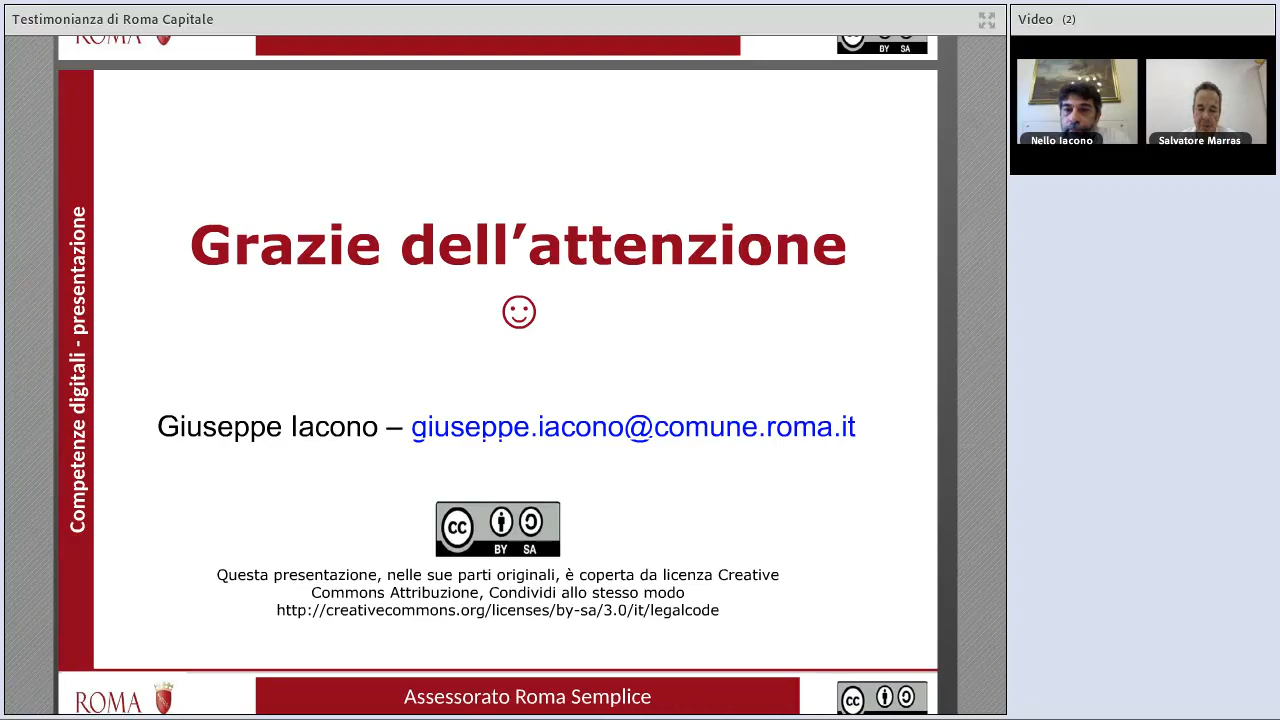 Testimonianza di Roma Capitale
Video (2)
ROMA
BY SA
Nello Iacono
Salvatore Marras
Competenze digitali - presentazione
Grazie dell’attenzione
☺
Giuseppe Iacono – giuseppe.iacono@comune.roma.it
cc
BY SA
Questa presentazione, nelle sue parti originali, è coperta da licenza Creative
Commons Attribuzione, Condividi allo stesso modo
http://creativecommons.org/licenses/by-sa/3.0/it/legalcode
ROMA
Assessorato Roma Semplice
cc